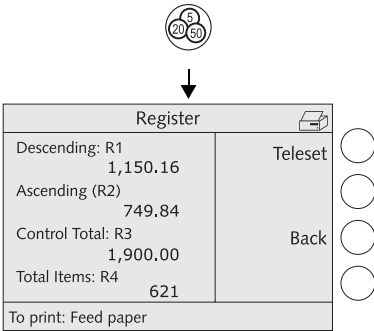 5
20 50
Register
Descending: R1
1,150.16
Teleset
Ascending (R2)
749.84
Control Total: R3
1,900.00
Back
Total Items: R4
621
To print: Feed paper